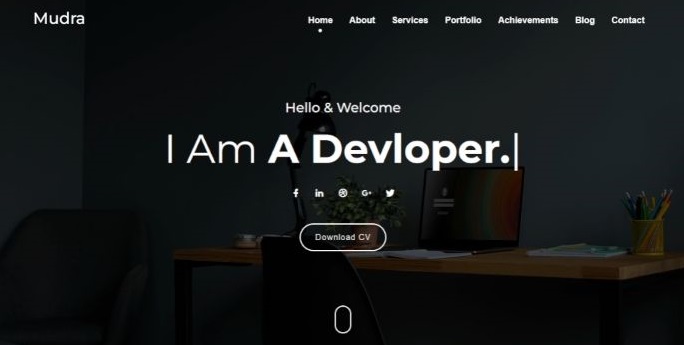 Mudra
Home About Services Portfolio Achievements Blog Contact
Hello & Welcome
I Am A Devloper.|
Download CV